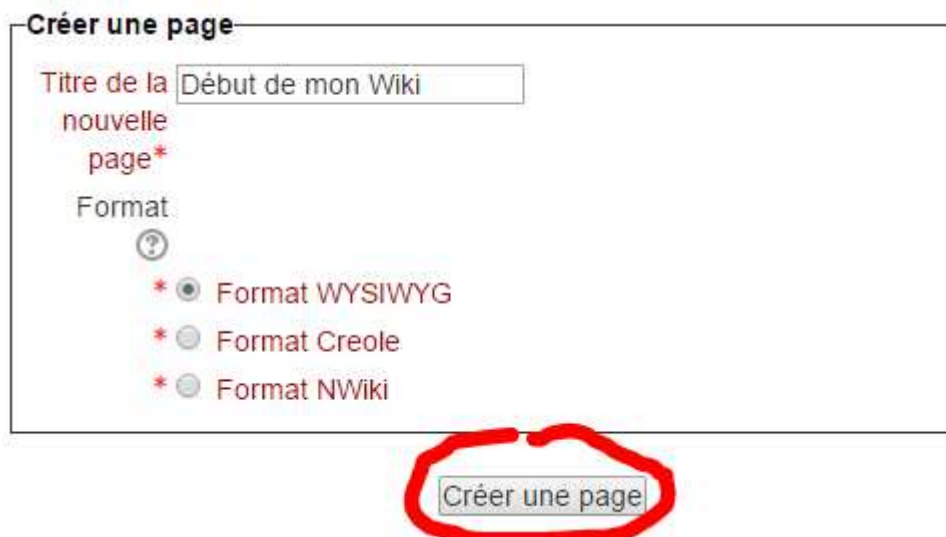 Créer une page
Titre de la Début de mon Wiki
nouvelle
page*
Format
?
* Format WYSIWYG
* Format Creole
* Format NWiki
Créer une page